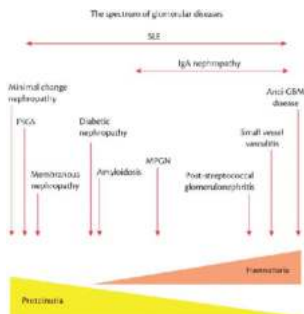 The spectrum of glomerular diseases
SLE
IgA nephropathy
Minimal change
nephropathy
Anti-GBM
disease
FSGS
Diabetic
nephropathy
Small vessel
vasculitis
Membranous
nephropathy
Amyloidosis
MPGN
Post-streptococcal
glomerulonephritis
Haematuria
Proteinuria